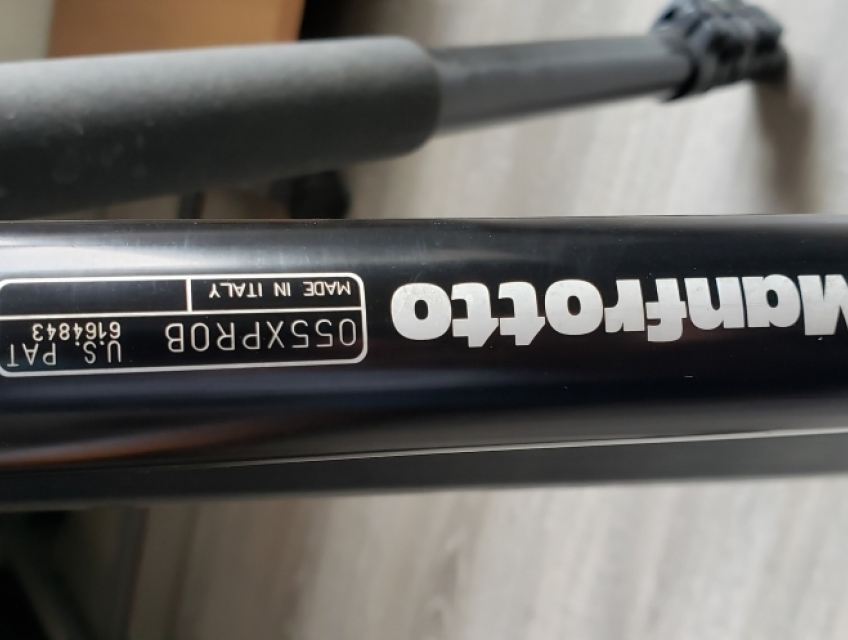 Manfrotto
055XPROB U.S. PAT
6164843
MADE IN ITALY